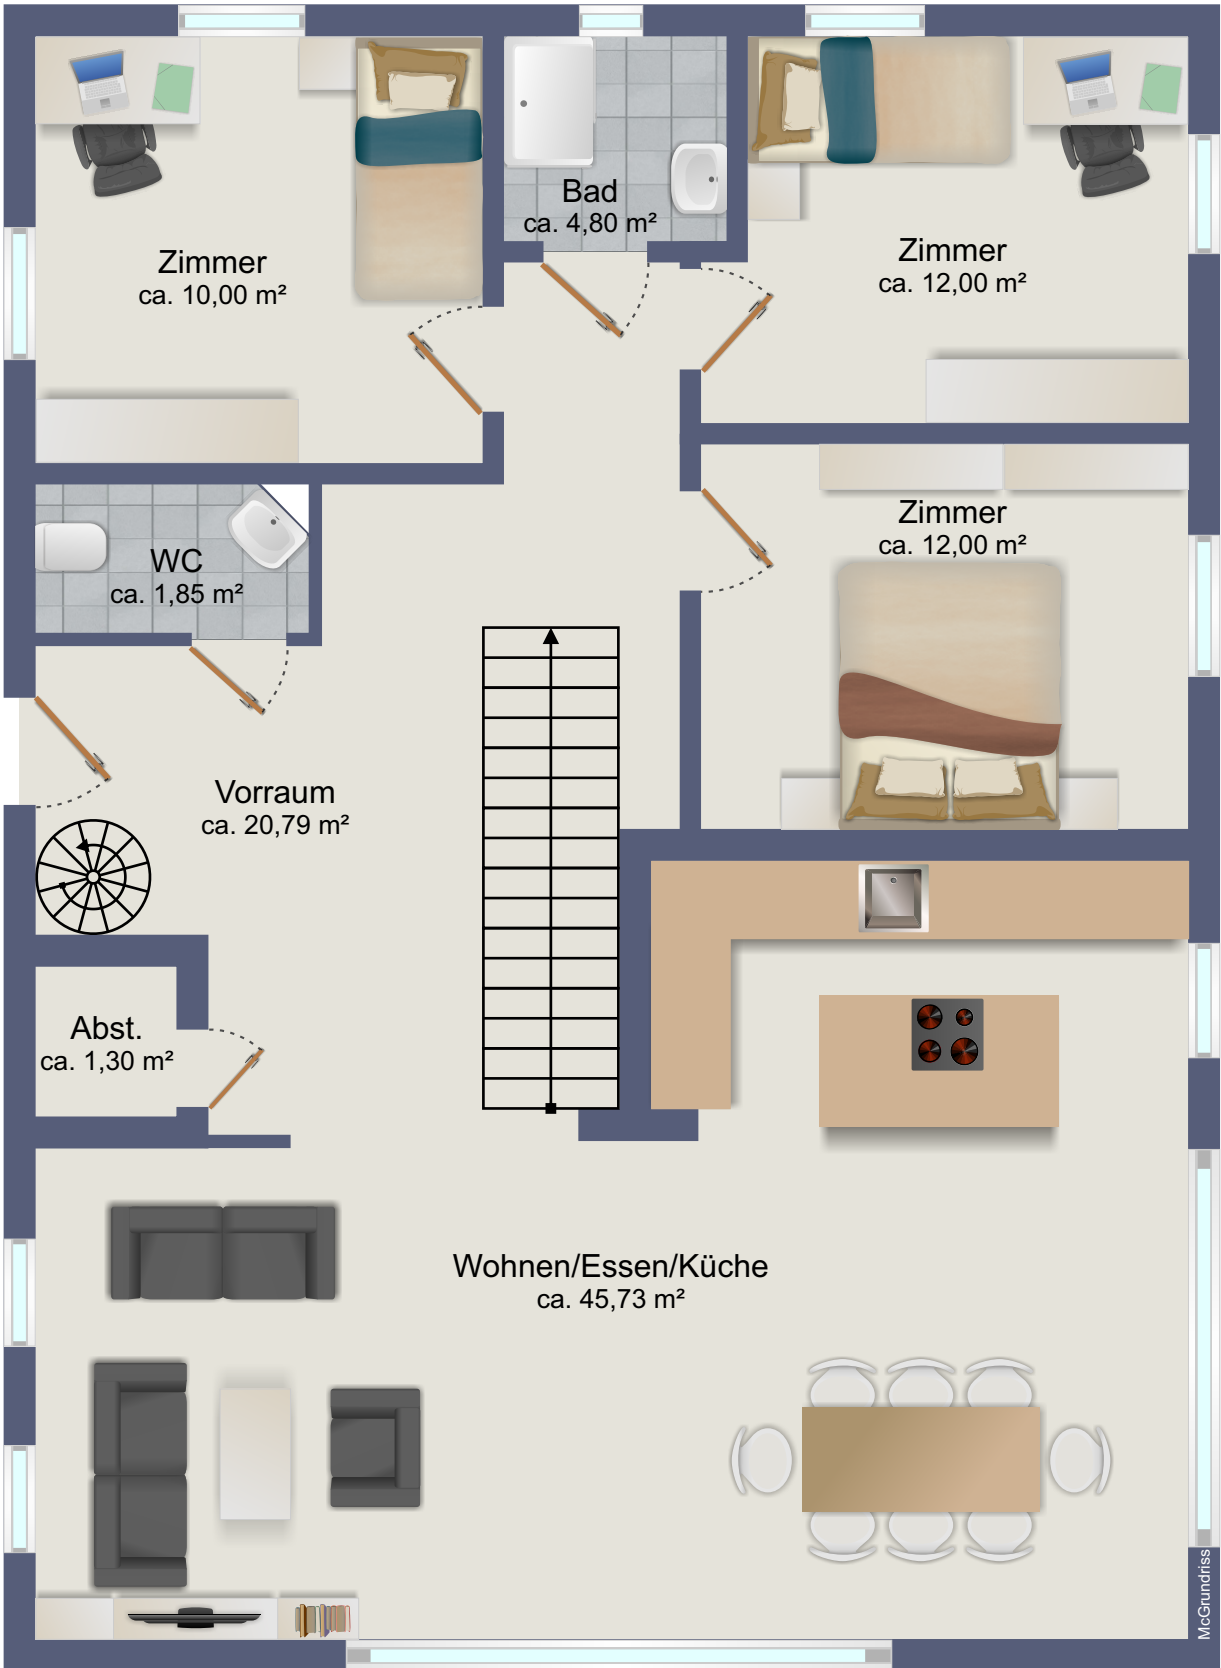 Bad
ca. 4,80 m²
Zimmer
ca. 10,00 m²
Zimmer
ca. 12,00 m²
Zimmer
ca. 12,00 m²
WC
ca. 1,85 m²
Vorraum
ca. 20,79 m²
Abst.
ca. 1,30 m²
Wohnen/Essen/Küche
ca. 45,73 m²
McGrundriss